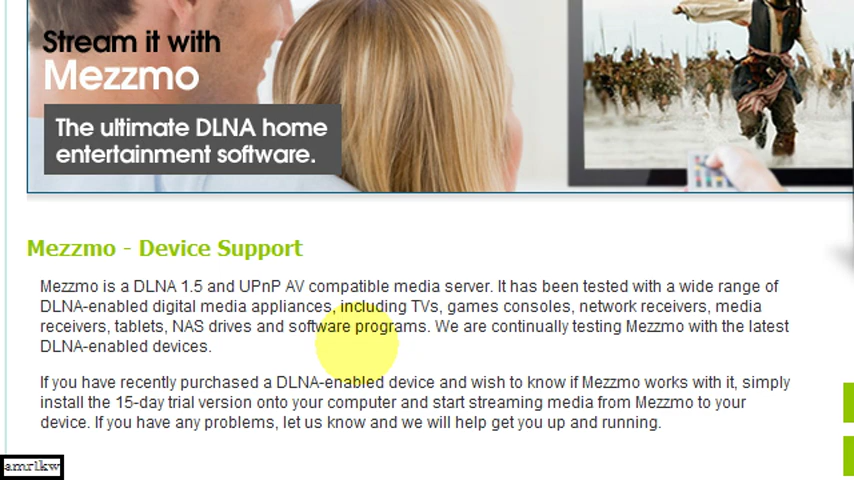 Stream it with
Mezzmo
The ultimate DLNA home
entertainment software.
Mezzmo - Device Support
Mezzmo is a DLNA 1.5 and UPnP AV compatible media server. It has been tested with a wide range of
DLNA-enabled digital media appliances, including TVs, games consoles, network receivers, media
receivers, tablets, NAS drives and software programs. We are continually testing Mezzmo with the latest
DLNA-enabled devices.
If you have recently purchased a DLNA-enabled device and wish to know if Mezzmo works with it, simply
install the 15-day trial version onto your computer and start streaming media from Mezzmo to your
device. If you have any problems, let us know and we will help get you up and running.
amrlkw